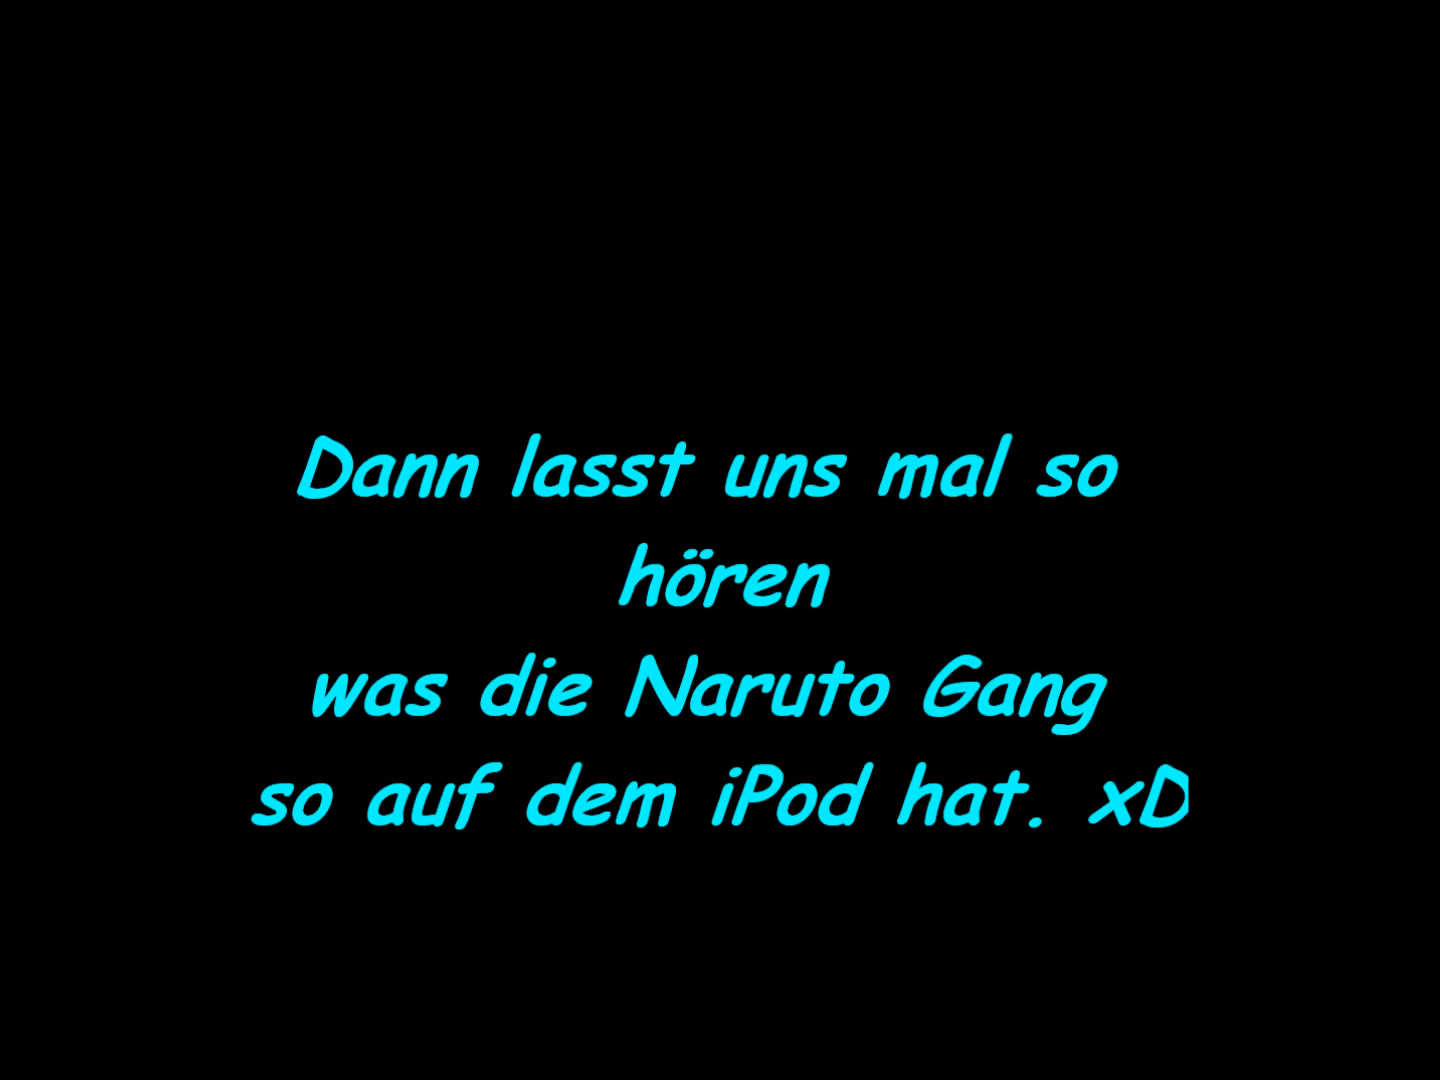 Dann lasst uns mal so
hören
was die Naruto Gang
so auf dem iPod hat. xD